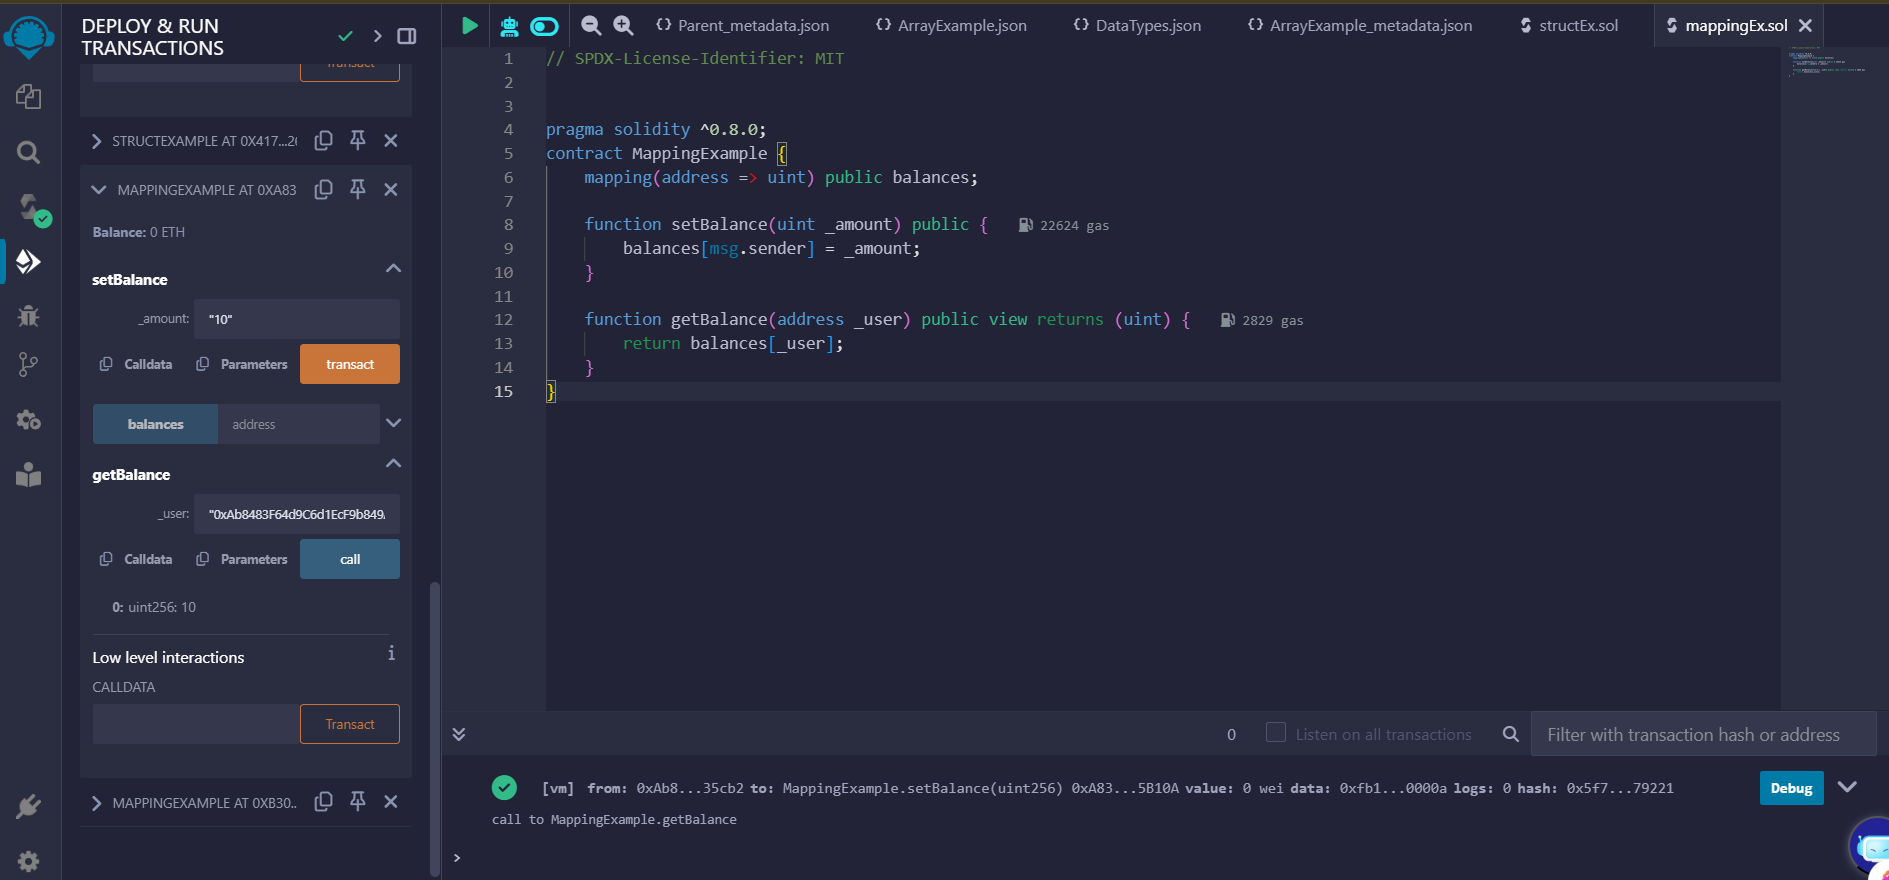 DEPLOY & RUN
TRANSACTIONS
Transact
STRUCTEXAMPLE AT 0X417...2
MAPPINGEXAMPLE AT 0XA83
Balance: 0 ETH
setBalance
_amount:
"10"
Calldata
Parameters
transact
balances
address
getBalance
_user:
"0xAb8483F64d9C6d1EcF9b849
Calldata
Parameters
call
0: uint256: 10
Low level interactions
i
CALLDATA
Transact
MAPPINGEXAMPLE AT 0XB30..
Parent_metadata.json
ArrayExample.json
DataTypes.json
ArrayExample_metadata.json
structEx.sol
mappingEx.sol
1 // SPDX-License-Identifier: MIT
2
3
4 pragma solidity ^0.8.0;
5 contract MappingExample {
6 mapping(address => uint) public balances;
7
8 function setBalance(uint _amount) public { 22624 gas
9 balances[msg.sender] = _amount;
10 }
11
12 function getBalance(address _user) public view returns (uint) { 2829 gas
13 return balances[_user];
14 }
15 }
0
Listen on all transactions
Filter with transaction hash or address
[vm] from: 0xAb8...35cb2 to: MappingExample.setBalance(uint256) 0xA83...5B10A value: 0 wei data: 0xfb1...0000a logs: 0 hash: 0x5f7...79221
Debug
call to MappingExample.getBalance
>